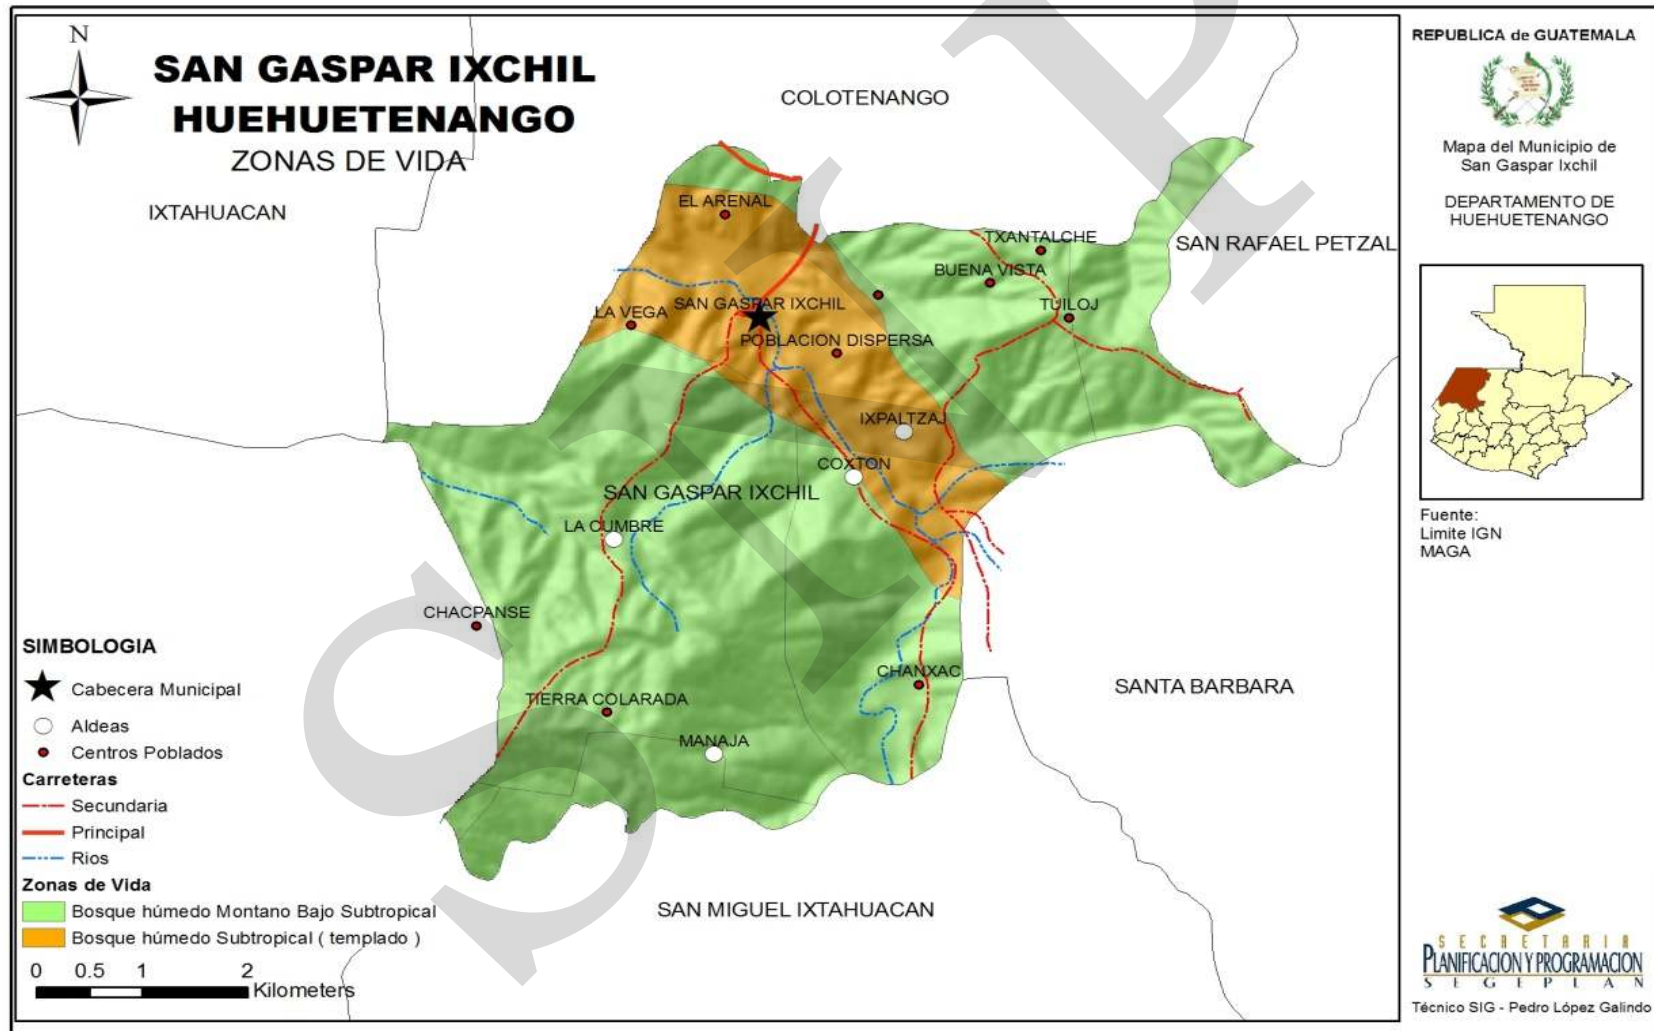 N
SAN GASPAR IXCHIL
HUEHUETENANGO
ZONAS DE VIDA
COLOTENANGO
IXTAHUACAN
SAN RAFAEL PETZAL
EL ARENAL
TXANTALCHE
BUENA VISTA
SAN GASPAR IXCHIL
TUILOJ
LA VEGA
POBLACION DISPERSA
IXPALTZAJ
COXTON
SAN GASPAR IXCHIL
LA CUMBRE
CHACPANSE
CHANXAC
TIERRA COLARADA
MANAJA
SANTA BARBARA
SAN MIGUEL IXTAHUACAN
SIMBOLOGIA
Cabecera Municipal
Aldeas
Centros Poblados
Carreteras
Secundaria
Principal
Rios
Zonas de Vida
Bosque húmedo Montano Bajo Subtropical
Bosque húmedo Subtropical ( templado )
0 0.5 1 2
Kilometers
REPUBLICA de GUATEMALA
Mapa del Municipio de
San Gaspar Ixchil
DEPARTAMENTO DE
HUEHUETENANGO
Fuente:
Limite IGN
MAGA
SECRETARIA
PLANIFICACION Y PROGRAMACION
SEGEPLAN
Técnico SIG - Pedro López Galindo